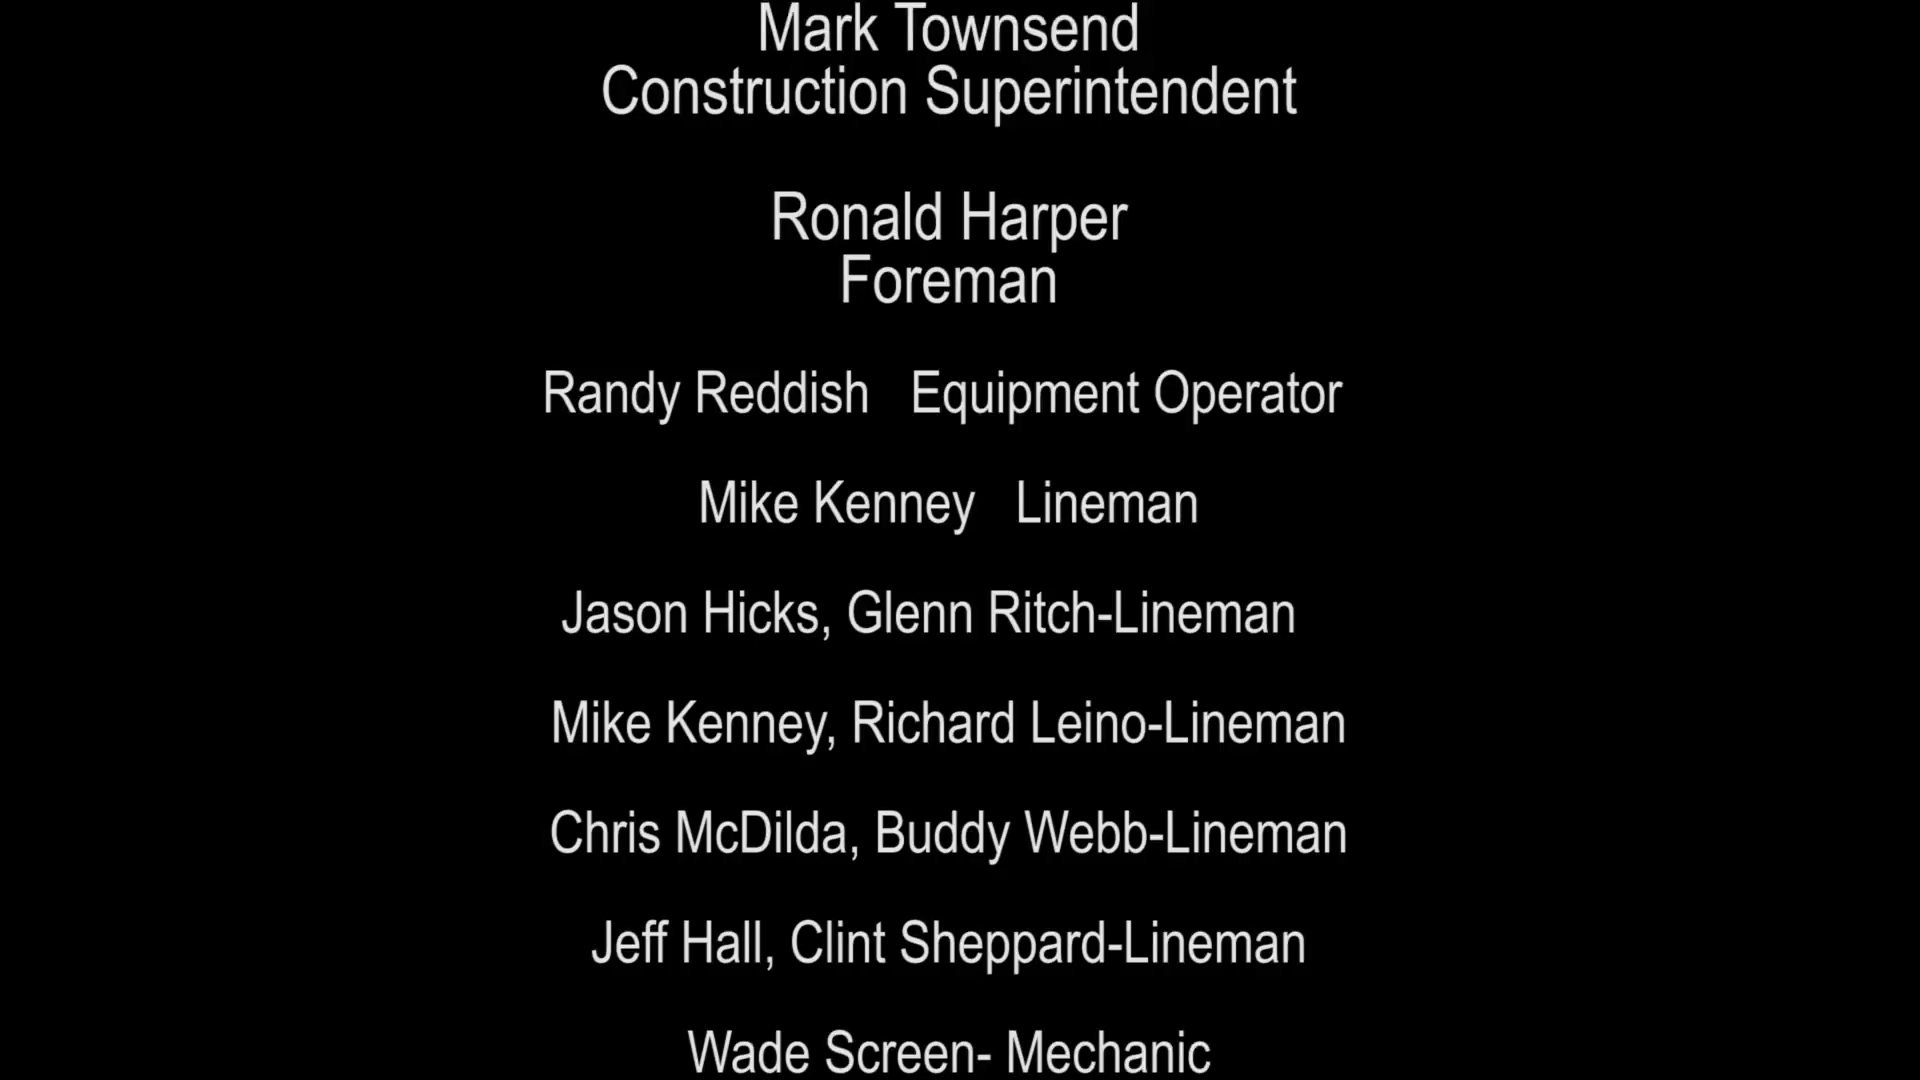 Mark Townsend
Construction Superintendent
Ronald Harper
Foreman
Randy Reddish   Equipment Operator
Mike Kenney   Lineman
Jason Hicks, Glenn Ritch-Lineman
Mike Kenney, Richard Leino-Lineman
Chris McDilda, Buddy Webb-Lineman
Jeff Hall, Clint Sheppard-Lineman
Wade Screen- Mechanic